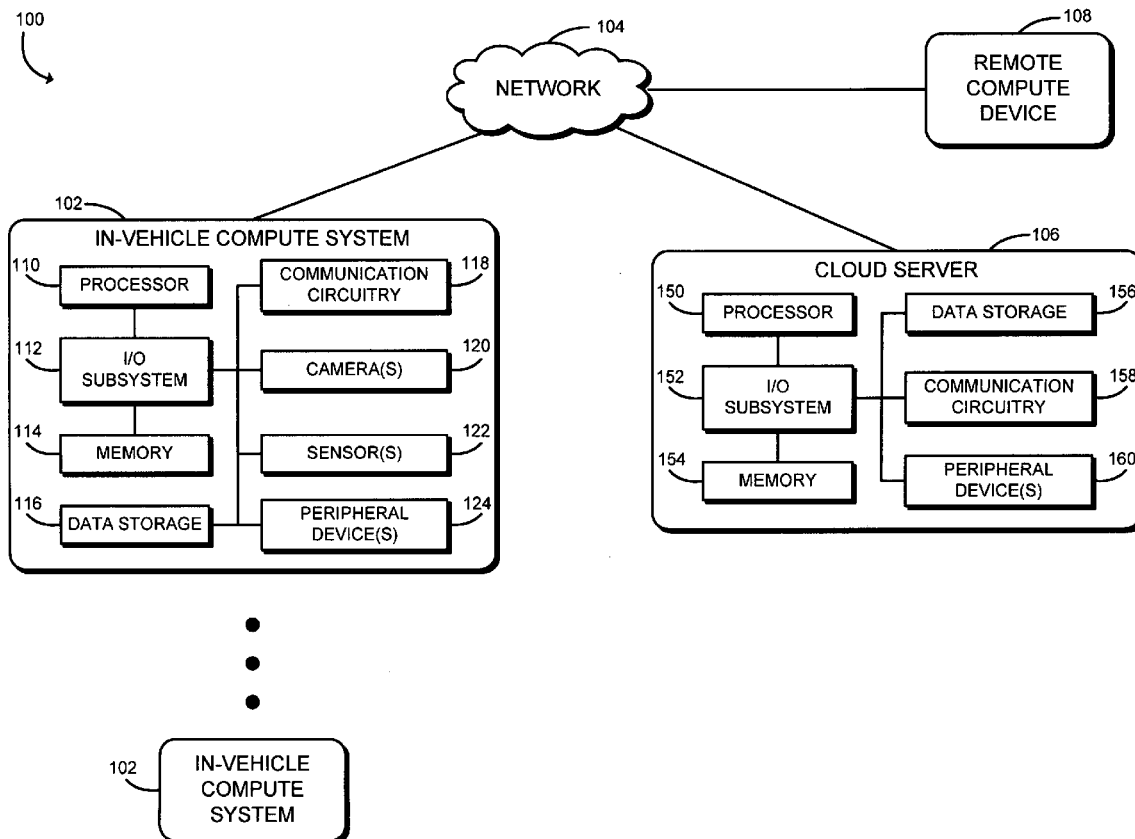 100
104
NETWORK
108
REMOTE
COMPUTE
DEVICE
102
IN-VEHICLE COMPUTE SYSTEM
110
PROCESSOR
112
I/O
SUBSYSTEM
114
MEMORY
116
DATA STORAGE
COMMUNICATION
CIRCUITRY
118
CAMERA(S)
120
SENSOR(S)
122
PERIPHERAL
DEVICE(S)
124
106
CLOUD SERVER
150
PROCESSOR
152
I/O
SUBSYSTEM
154
MEMORY
DATA STORAGE
156
COMMUNICATION
CIRCUITRY
158
PERIPHERAL
DEVICE(S)
160
102
IN-VEHICLE
COMPUTE
SYSTEM